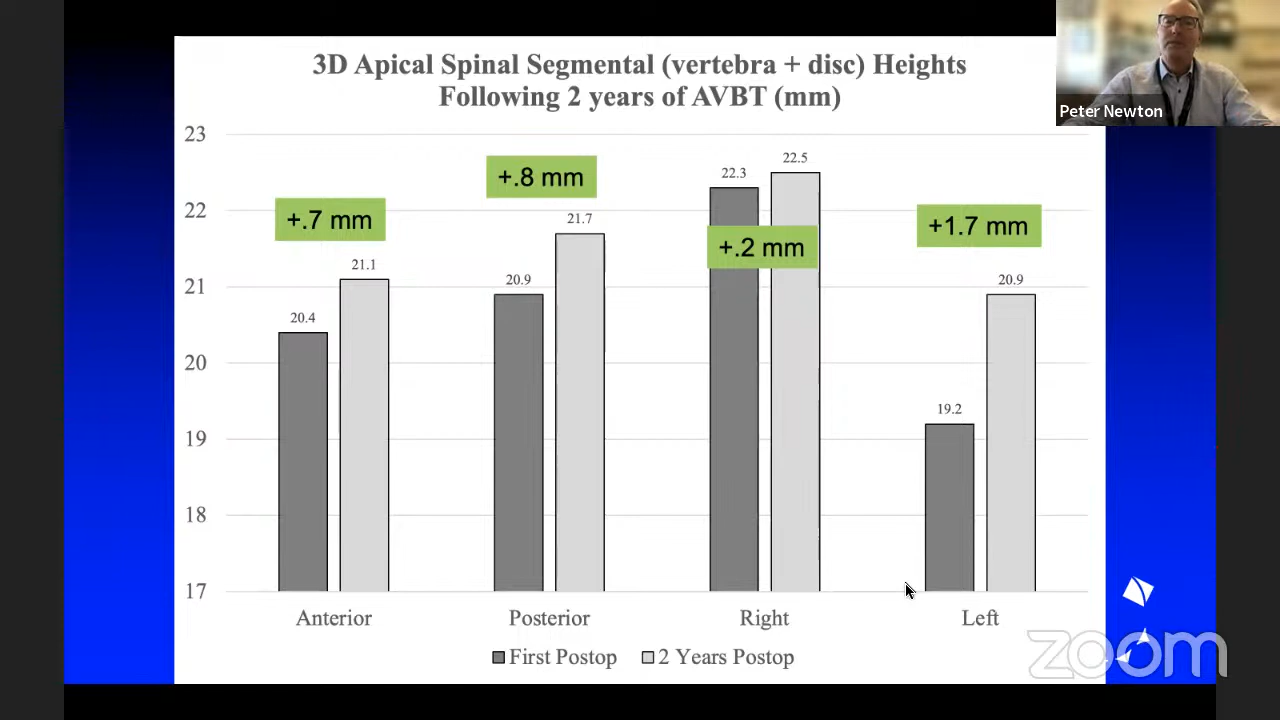 3D Apical Spinal Segmental (vertebra + disc) Heights
Following 2 years of AVBT (mm)
Peter Newton
23
22
21
20
19
18
17
+.7 mm
+.8 mm
+.2 mm
+1.7 mm
20.4
21.1
20.9
21.7
22.3
22.5
19.2
20.9
Anterior
Posterior
Right
Left
First Postop
2 Years Postop
zoom